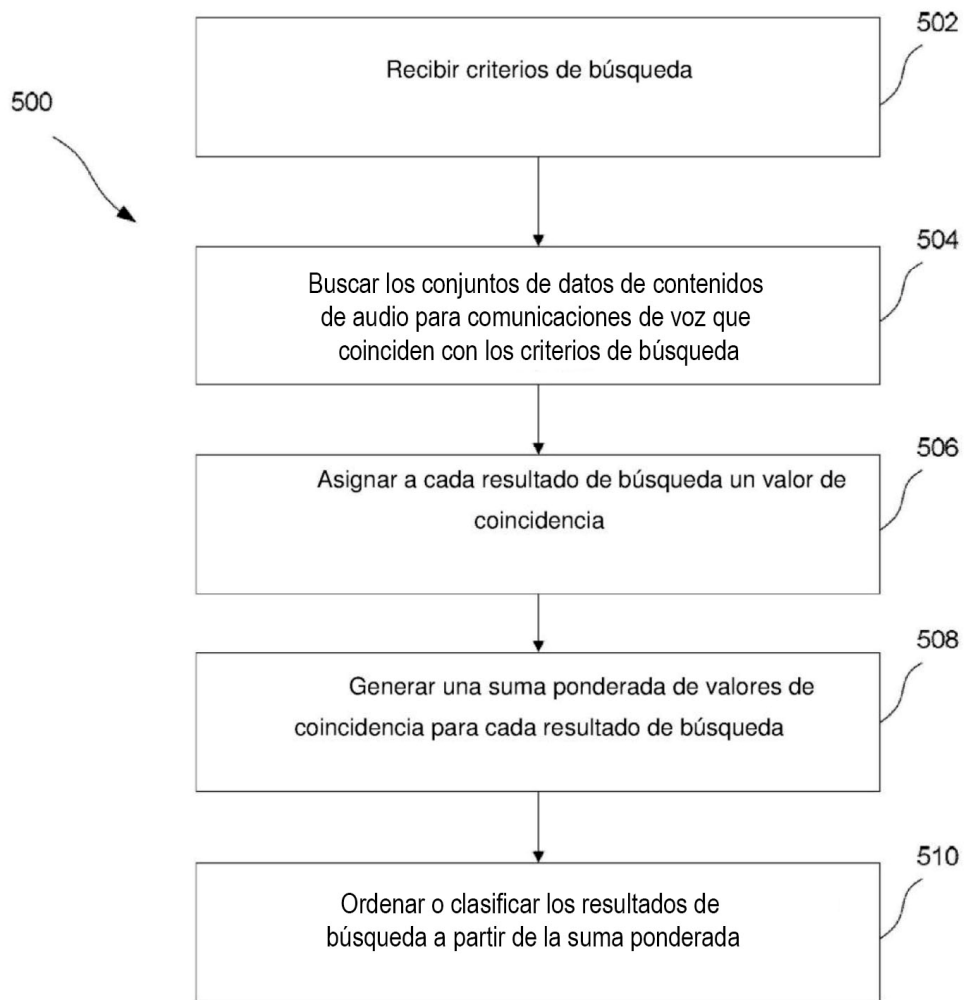 502
Recibir criterios de búsqueda
500
504
Buscar los conjuntos de datos de contenidos
de audio para comunicaciones de voz que
coinciden con los criterios de búsqueda
506
Asignar a cada resultado de búsqueda un valor de
coincidencia
508
Generar una suma ponderada de valores de
coincidencia para cada resultado de búsqueda
510
Ordenar o clasificar los resultados de
búsqueda a partir de la suma ponderada